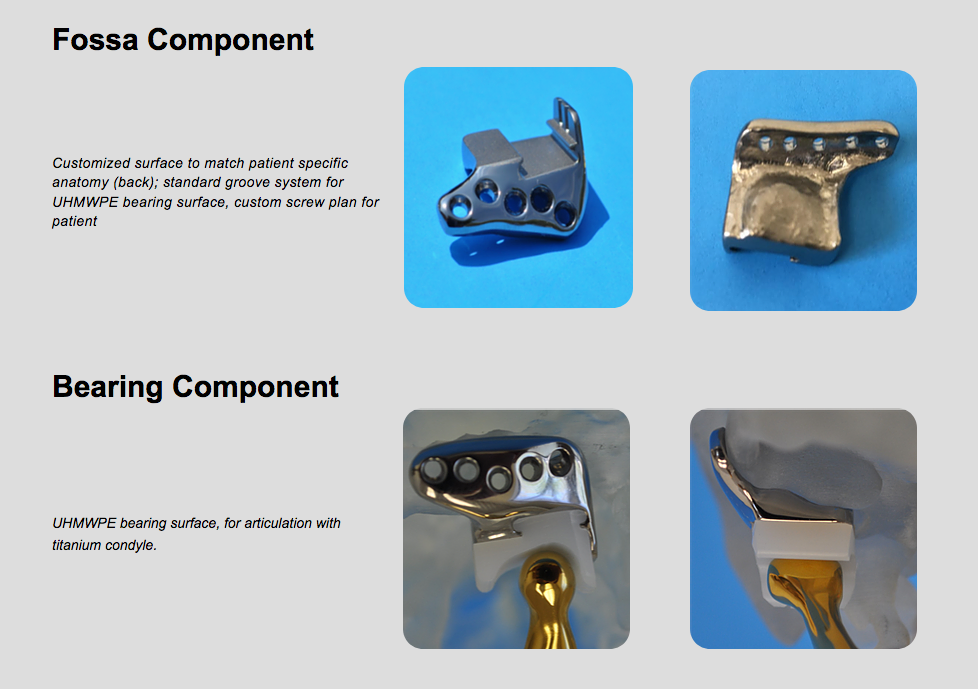 Fossa Component
Customized surface to match patient specific
anatomy (back); standard groove system for
UHMWPE bearing surface, custom screw plan for
patient
Bearing Component
UHMWPE bearing surface, for articulation with
titanium condyle.